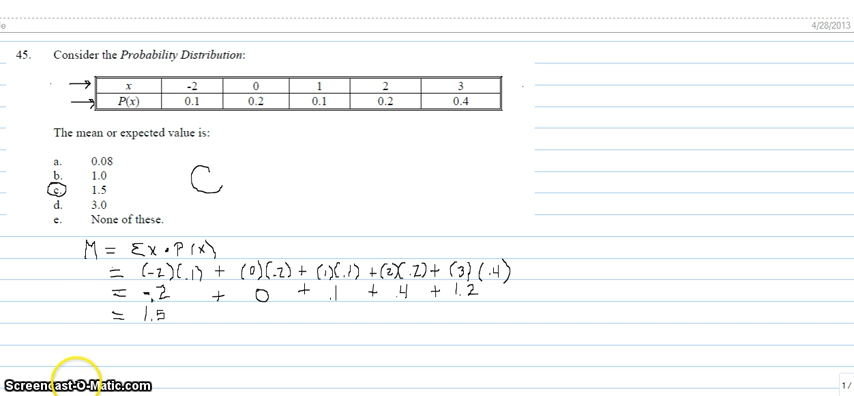 4/28/2013
45. Consider the Probability Distribution:
x -2 0 1 2 3
P(x) 0.1 0.2 0.1 0.2 0.4
The mean or expected value is:
a. 0.08
b. 1.0
c. 1.5
d. 3.0
e. None of these.
C
M = Σx • P(x)
= (-2)(.1) + (0)(.2) + (1)(.1) + (2)(.2) + (3)(.4)
= -.2 + 0 + .1 + .4 + 1.2
= 1.5
Screencast-O-Matic.com
1/